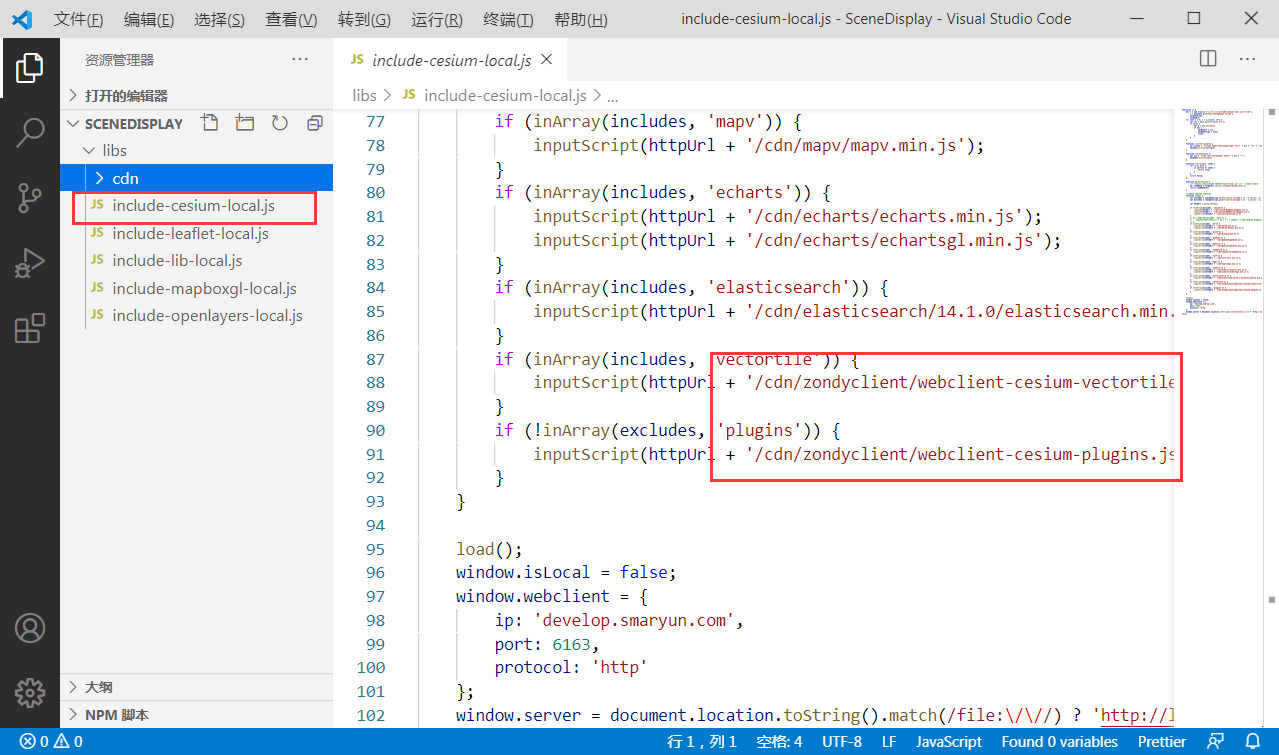 文件(F) 编辑(E) 选择(S) 查看(V) 转到(G) 运行(R) 终端(T) 帮助(H) include-cesium-local.js - SceneDisplay - Visual Studio Code
资源管理器
打开的编辑器
SCENEDISPLAY
libs
cdn
JS include-cesium-local.js
JS include-leaflet-local.js
JS include-lib-local.js
JS include-mapboxgl-local.js
JS include-openlayers-local.js
大纲
NPM 脚本
JS include-cesium-local.js
libs > JS include-cesium-local.js > ...
77 if (inArray(includes, 'mapv')) {
78 inputScript(httpUrl + '/cdn/mapv/mapv.min.js');
79 }
80 if (inArray(includes, 'echarts')) {
81 inputScript(httpUrl + '/cdn/echarts/echarts.min.js');
82 inputScript(httpUrl + '/cdn/echarts/echartsgl.min.js');
83 }
84 if (inArray(includes, 'elasticsearch')) {
85 inputScript(httpUrl + '/cdn/elasticsearch/14.1.0/elasticsearch.min.
86 }
87 if (inArray(includes, 'vectortile')) {
88 inputScript(httpUrl + '/cdn/zondyclient/webclient-cesium-vectortile
89 }
90 if (!inArray(excludes, 'plugins')) {
91 inputScript(httpUrl + '/cdn/zondyclient/webclient-cesium-plugins.js
92 }
93 }
94
95 load();
96 window.isLocal = false;
97 window.webclient = {
98 ip: 'develop.smaryun.com',
99 port: 6163,
100 protocol: 'http'
101 };
102 window.server = document.location.toString().match(/file:\/\//) ? 'http://l
0 0 行 1，列 1 空格: 4 UTF-8 LF JavaScript Found 0 variables Prettier